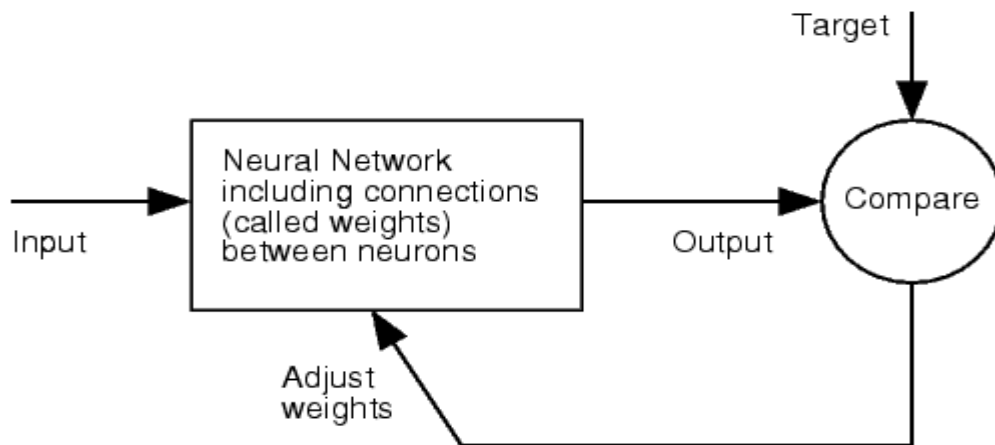 Target
Neural Network
including connections
(called weights)
between neurons
Compare
Input
Output
Adjust
weights